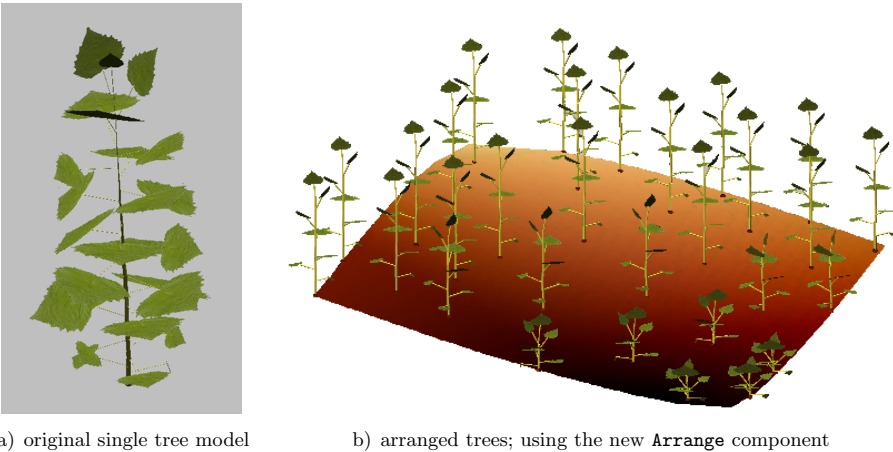 a) original single tree model
b) arranged trees; using the new Arrange component